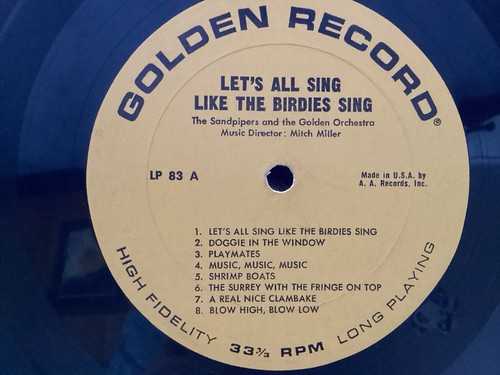 GOLDEN RECORD®
LET'S ALL SING
LIKE THE BIRDIES SING
The Sandpipers and the Golden Orchestra
Music Director: Mitch Miller
LP 83 A
Made in U.S.A. by
A. A. Records, Inc.
1. LET'S ALL SING LIKE THE BIRDIES SING
2. DOGGIE IN THE WINDOW
3. PLAYMATES
4. MUSIC, MUSIC, MUSIC
5. SHRIMP BOATS
6. THE SURREY WITH THE FRINGE ON TOP
7. A REAL NICE CLAMBAKE
8. BLOW HIGH, BLOW LOW
HIGH FIDELITY 33⅓ RPM LONG PLAYING